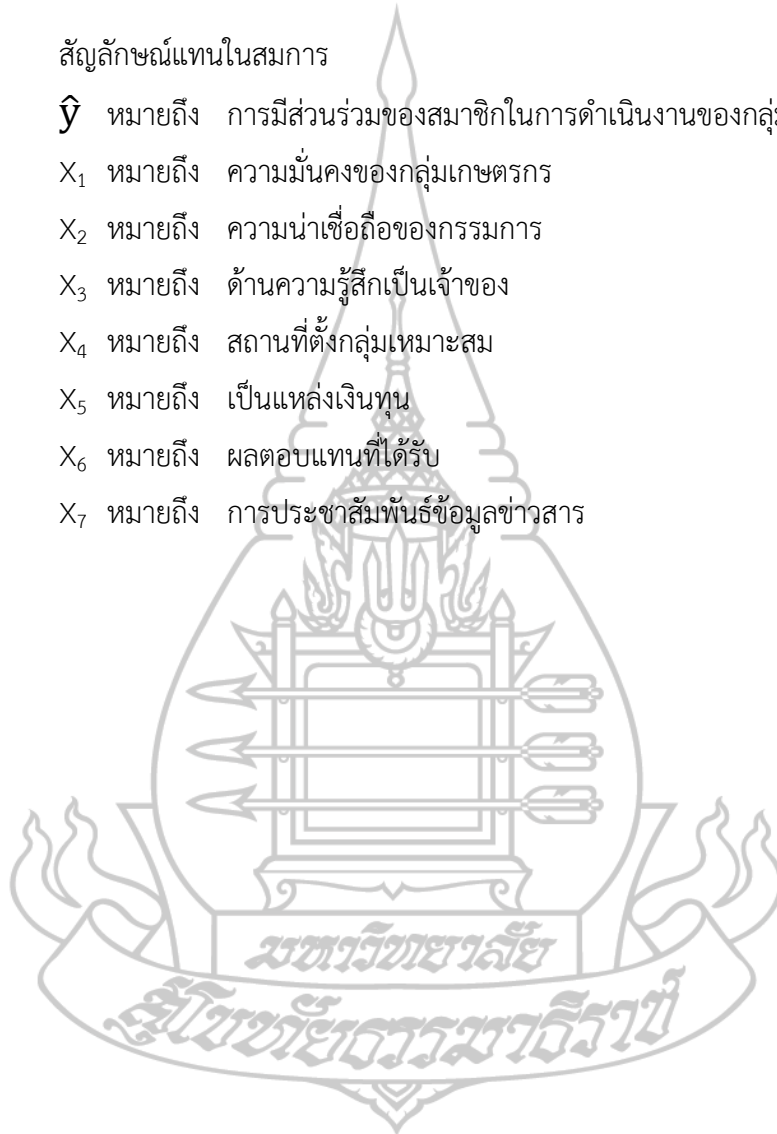 สัญลักษณ์แทนในสมการ
ŷ หมายถึง การมีส่วนร่วมของสมาชิกในการดำเนินงานของ
X₁ หมายถึง ความมั่นคงของกลุ่มเกษตรกร
X₂ หมายถึง ความน่าเชื่อถือของกรรมการ
X₃ หมายถึง ด้านความรู้สึกเป็นเจ้าของ
X₄ หมายถึง สถานที่ตั้งกลุ่มเหมาะสม
X₅ หมายถึง เป็นแหล่งเงินทุน
X₆ หมายถึง ผลตอบแทนที่ได้รับ
X₇ หมายถึง การประชาสัมพันธ์ข้อมูลข่าวสาร
มหาวิทยาลัย
สุโขทัยธรรมาธิราช